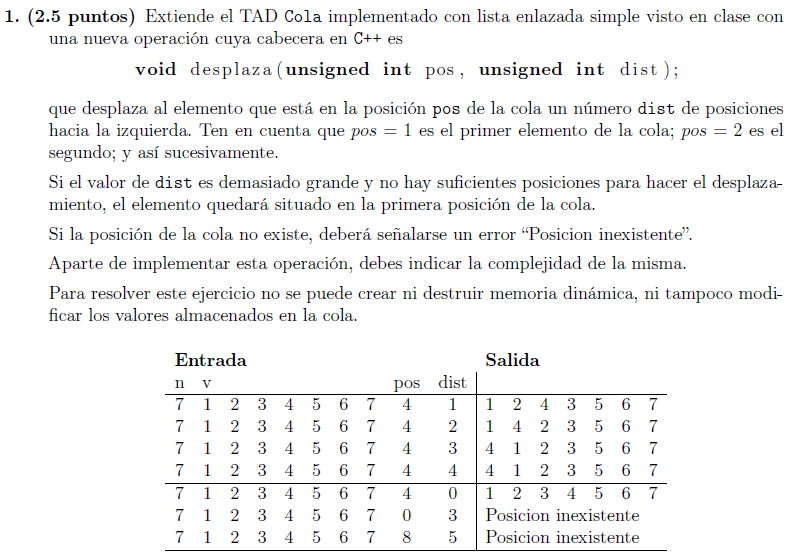 1. (2.5 puntos) Extiende el TAD Cola implementado con lista enlazada simple visto en clase con
una nueva operación cuya cabecera en C++ es
void desplaza(unsigned int pos, unsigned int dist);
que desplaza al elemento que está en la posición pos de la cola un número dist de posiciones
hacia la izquierda. Ten en cuenta que pos = 1 es el primer elemento de la cola; pos = 2 es el
segundo; y así sucesivamente.
Si el valor de dist es demasiado grande y no hay suficientes posiciones para hacer el desplaza-
miento, el elemento quedará situado en la primera posición de la cola.
Si la posición de la cola no existe, deberá señalarse un error “Posicion inexistente”.
Aparte de implementar esta operación, debes indicar la complejidad de la misma.
Para resolver este ejercicio no se puede crear ni destruir memoria dinámica, ni tampoco modi-
ficar los valores almacenados en la cola.
Entrada Salida
n v pos dist
7 1 2 3 4 5 6 7 4 1 1 2 4 3 5 6 7
7 1 2 3 4 5 6 7 4 2 1 4 2 3 5 6 7
7 1 2 3 4 5 6 7 4 3 4 1 2 3 5 6 7
7 1 2 3 4 5 6 7 4 4 4 1 2 3 5 6 7
7 1 2 3 4 5 6 7 4 0 1 2 3 4 5 6 7
7 1 2 3 4 5 6 7 0 3 Posicion inexistente
7 1 2 3 4 5 6 7 8 5 Posicion inexistente